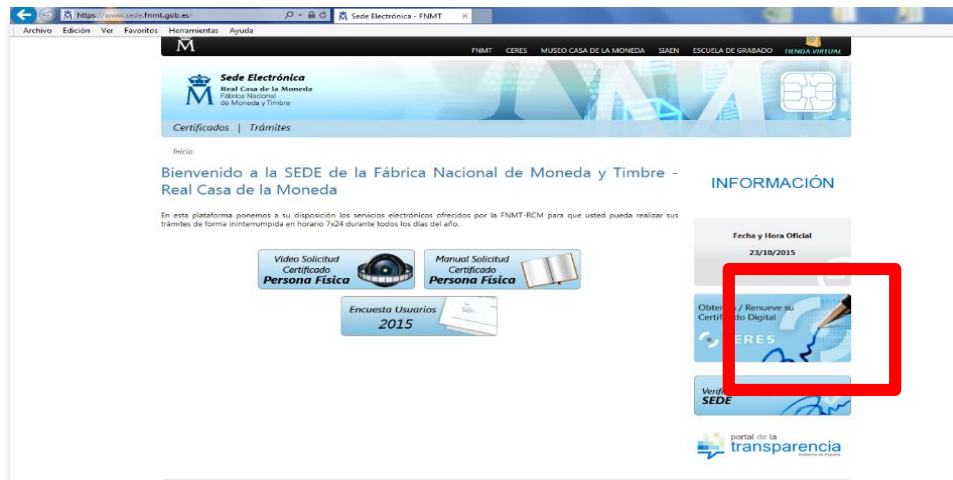 https://www.sede.fnmt.gob.es/
Sede Electrónica - FNMT
Archivo Edición Ver Favoritos Herramientas Ayuda
FNMT CERES MUSEO CASA DE LA MONEDA SIAEN ESCUELA DE GRABADO TIENDA VIRTUAL
Sede Electrónica
Real Casa de la Moneda
Fábrica Nacional
de Moneda y Timbre
Certificados | Trámites
Inicio
Bienvenido a la SEDE de la Fábrica Nacional de Moneda y Timbre -
Real Casa de la Moneda
En esta plataforma ponemos a su disposición los servicios electrónicos ofrecidos por la FNMT-RCM para que usted pueda realizar sus
trámites de forma ininterrumpida en horario 7x24 durante todos los días del año.
Video Solicitud
Certificado
Persona Física
Manual Solicitud
Certificado
Persona Física
Encuesta Usuarios
2015
INFORMACIÓN
Fecha y Hora Oficial
23/10/2015
/ Renueve su
Digital
SEDE
portal de la
transparencia